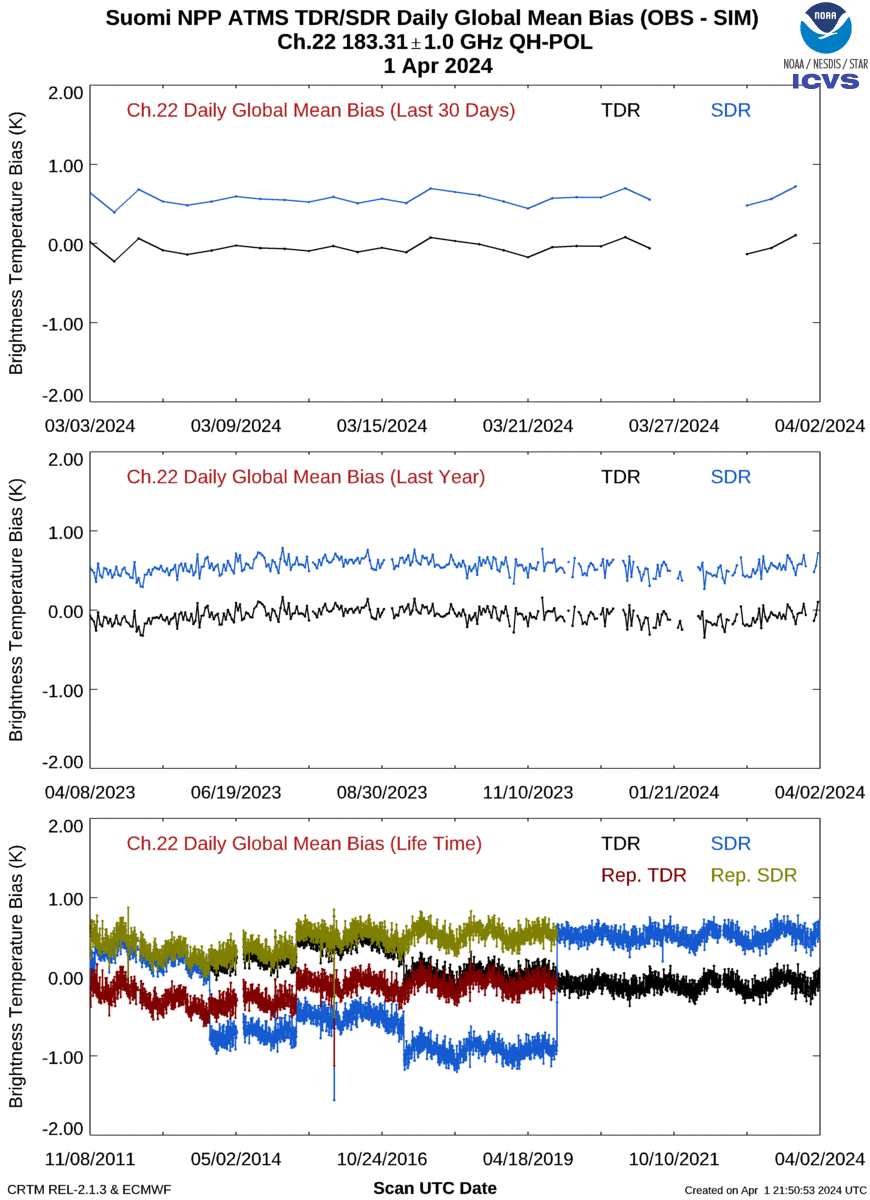 Suomi NPP ATMS TDR/SDR Daily Global Mean Bias (OBS - SIM)
Ch.22 183.31±1.0 GHz QH-POL
1 Apr 2024
NOAA
NOAA / NESDIS / STAR
ICVS
Brightness Temperature Bias (K)
2.00
1.00
0.00
-1.00
-2.00
Ch.22 Daily Global Mean Bias (Last 30 Days) TDR SDR
03/03/2024 03/09/2024 03/15/2024 03/21/2024 03/27/2024 04/02/2024
Brightness Temperature Bias (K)
2.00
1.00
0.00
-1.00
-2.00
Ch.22 Daily Global Mean Bias (Last Year) TDR SDR
04/08/2023 06/19/2023 08/30/2023 11/10/2023 01/21/2024 04/02/2024
Brightness Temperature Bias (K)
2.00
1.00
0.00
-1.00
-2.00
Ch.22 Daily Global Mean Bias (Life Time) TDR SDR
Rep. TDR Rep. SDR
11/08/2011 05/02/2014 10/24/2016 04/18/2019 10/10/2021 04/02/2024
CRTM REL-2.1.3 & ECMWF Scan UTC Date Created on Apr 1 21:50:53 2024 UTC